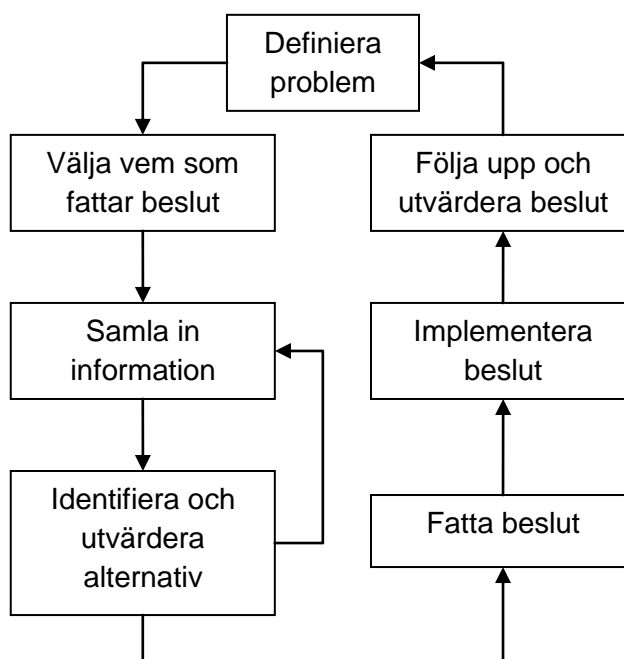 Definiera
problem
Välja vem som
fattar beslut
Samla in
information
Identifiera och
utvärdera
alternativ
Fatta beslut
Implementera
beslut
Följa upp och
utvärdera beslut